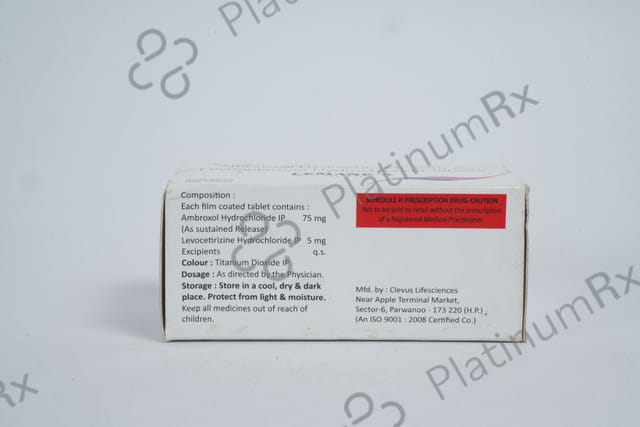 PlatinumRx
PlatinumRx
PlatinumRx
PlatinumRx
Composition :
Each film coated tablet contains :
Ambroxol Hydrochloride IP 75 mg
(As sustained Release)
Levocetirizine Hydrochloride IP 5 mg
Excipients q.s.
Colour : Titanium Dioxide IP
Dosage : As directed by the Physician.
Storage : Store in a cool, dry & dark
place. Protect from light & moisture.
Keep all medicines out of reach of
children.
SCHEDULE H PRESCRIPTION DRUG-CAUTION
Not to be sold by retail without the prescription
of a Registered Medical Practitioner.
Mfd. by : Clevus Lifesciences
Near Apple Terminal Market,
Sector-6, Parwanoo - 173 220 (H.P.)
(An ISO 9001 : 2008 Certified Co.)